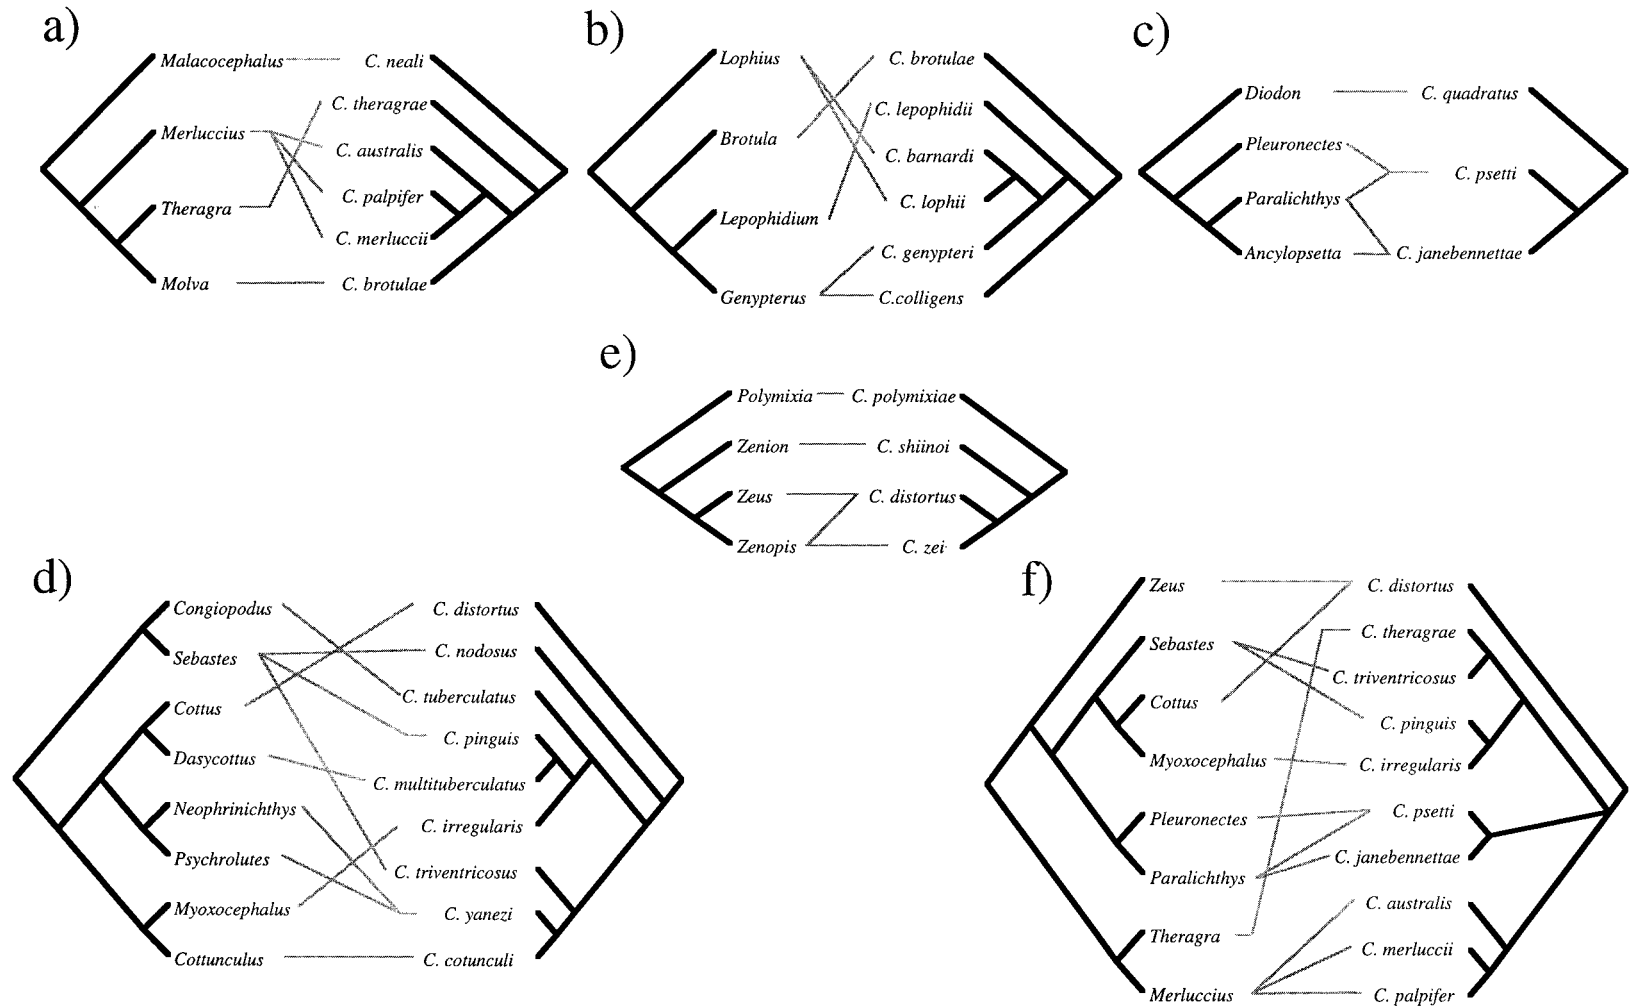 a)
Malacocephalus
C. neali
C. theragrae
Merluccius
C. australis
C. palpifer
Theragra
C. merluccii
Molva
C. brotulae
b)
Lophius
C. brotulae
C. lepophidii
Brotula
C. barnardi
C. lophii
Lepophidium
C. genypteri
Genypterus
C.colligens
c)
Diodon
C. quadratus
Pleuronectes
C. psetti
Paralichthys
Ancylopsetta
C. janebennettae
e)
Polymixia
C. polymixiae
Zenion
C. shiinoi
Zeus
C. distortus
Zenopis
C. zei
d)
Congiopodus
C. distortus
Sebastes
C. nodosus
Cottus
C. tuberculatus
C. pinguis
Dasycottus
C. multituberculatus
Neophrinichthys
C. irregularis
Psychrolutes
C. triventricosus
Myoxocephalus
C. yanezi
Cottunculus
C. cotunculi
f)
Zeus
C. distortus
C. theragrae
Sebastes
C. triventricosus
Cottus
C. pinguis
Myoxocephalus
C. irregularis
Pleuronectes
C. psetti
C. janebennettae
Paralichthys
C. australis
Theragra
C. merluccii
Merluccius
C. palpifer